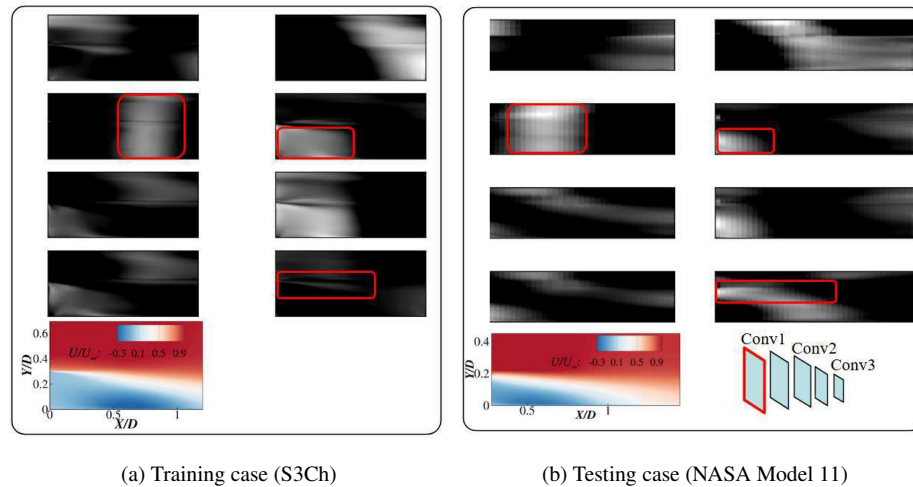 0.6
0.4
0.2
0
Y/D
U/U∞: -0.3 0.1 0.5 0.9
0 0.5 1
X/D
0.6
0.4
0.2
0
Y/D
U/U∞: -0.3 0.1 0.5 0.9
0.5 1
X/D
Conv1
Conv2
Conv3
(a) Training case (S3Ch)
(b) Testing case (NASA Model 11)